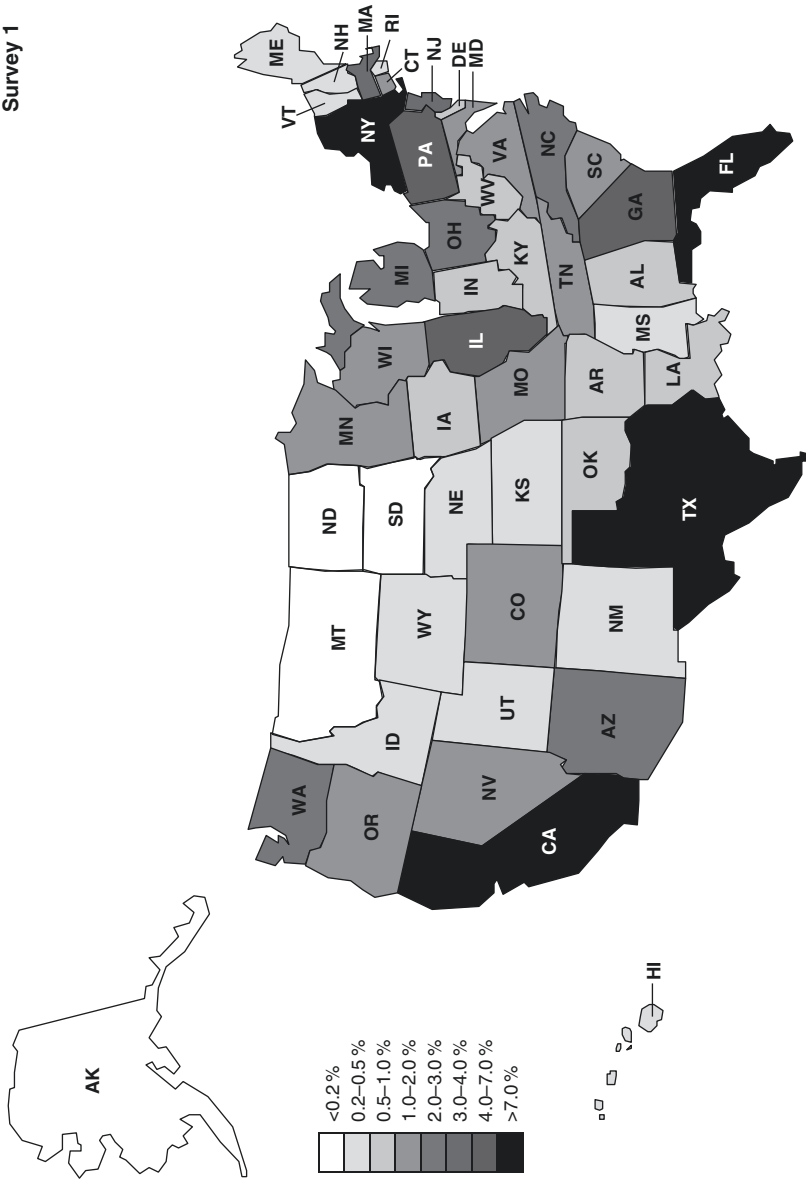 Survey 1
AK
WA
OR
CA
ID
NV
MT
WY
UT
AZ
CO
NM
ND
SD
NE
KS
OK
TX
MN
IA
MO
AR
LA
WI
IL
MI
IN
OH
KY
TN
MS
AL
GA
FL
SC
NC
VA
WV
PA
NY
VT
NH
ME
MA
RI
CT
NJ
DE
MD
HI
<0.2 %
0.2–0.5 %
0.5–1.0 %
1.0–2.0 %
2.0–3.0 %
3.0–4.0 %
4.0–7.0 %
>7.0 %